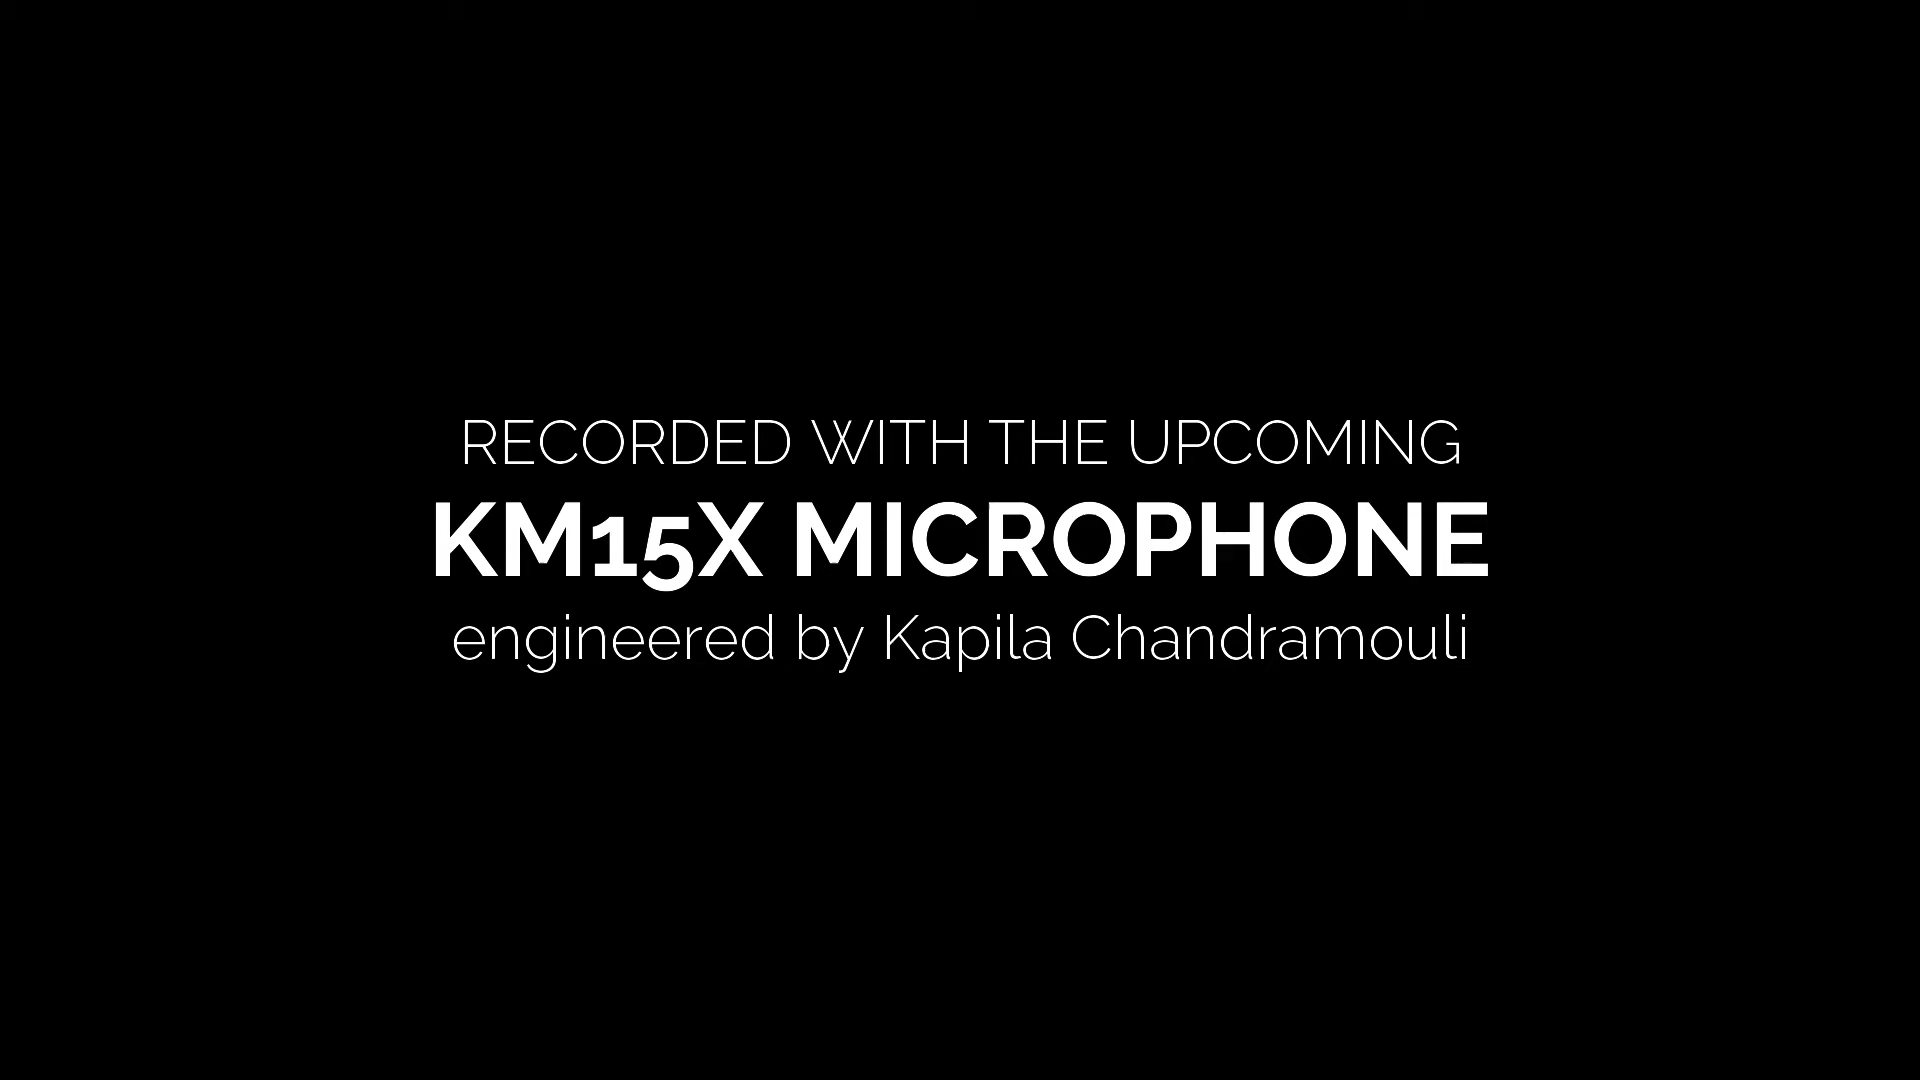 RECORDED WITH THE UPCOMING
KM15X MICROPHONE
engineered by Kapila Chandramouli